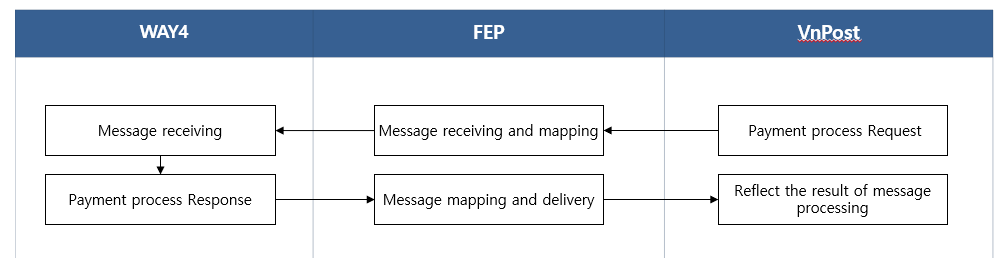 WAY4
FEP
VnPost
Message receiving
Message receiving and mapping
Payment process Request
Payment process Response
Message mapping and delivery
Reflect the result of message
processing